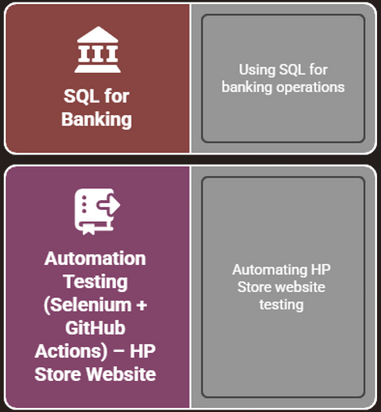 SQL for
Banking
Using SQL for
banking operations
Automation
Testing
(Selenium +
GitHub
Actions) – HP
Store Website
Automating HP
Store website
testing